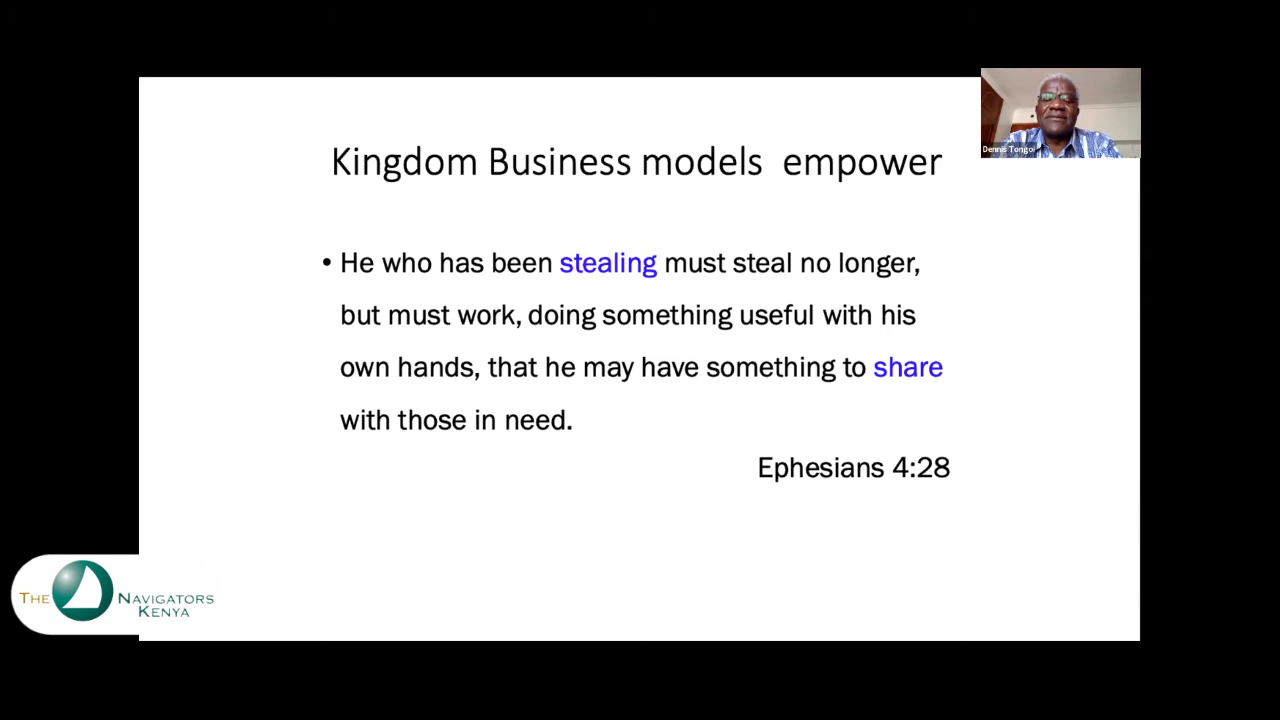 Kingdom Business models  empower
Dennis Tongoi
• He who has been stealing must steal no longer,
but must work, doing something useful with his
own hands, that he may have something to share
with those in need.
Ephesians 4:28
THE NAVIGATORS
KENYA